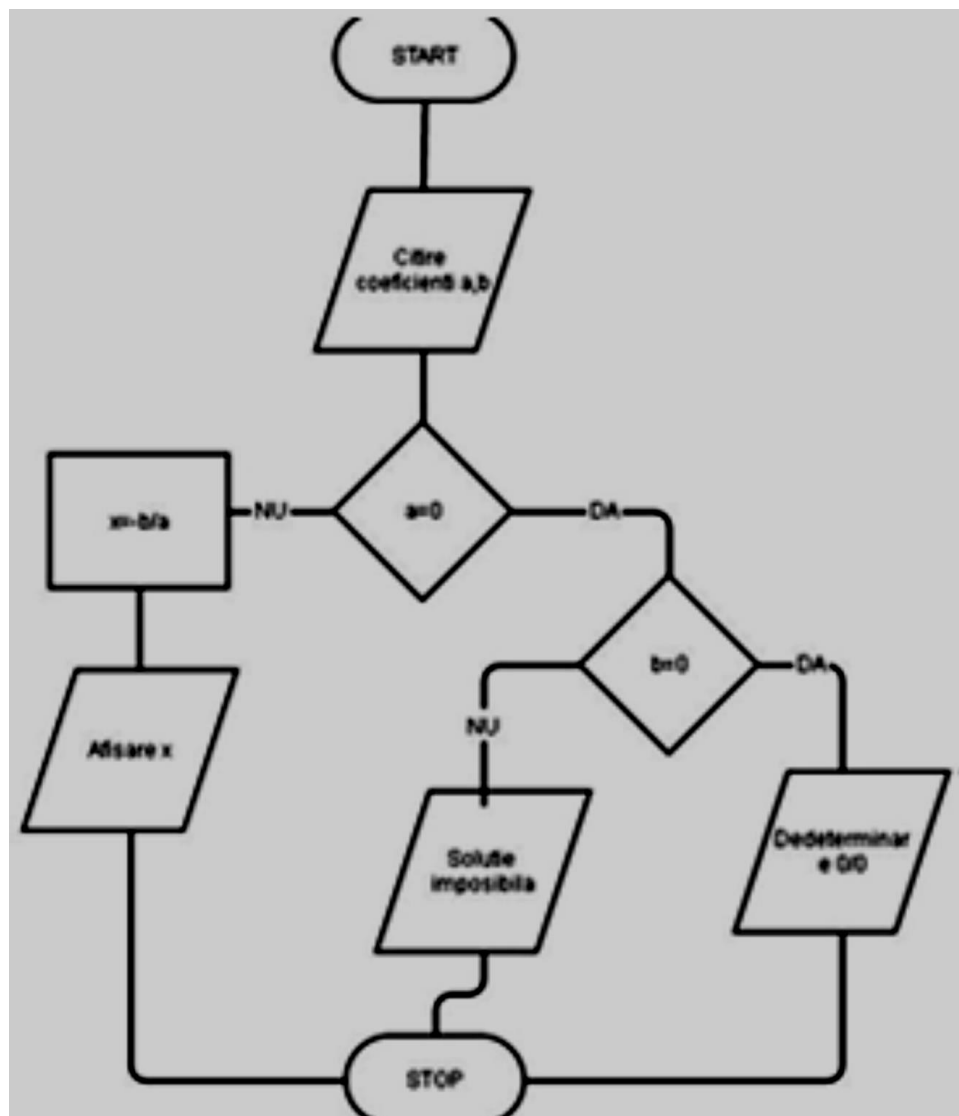 START
Citire
coeficienti a,b
a=0
NU
DA
x=-b/a
b=0
NU
DA
Afisare x
Solutie
imposibila
Dedeterminar
e 0/0
STOP